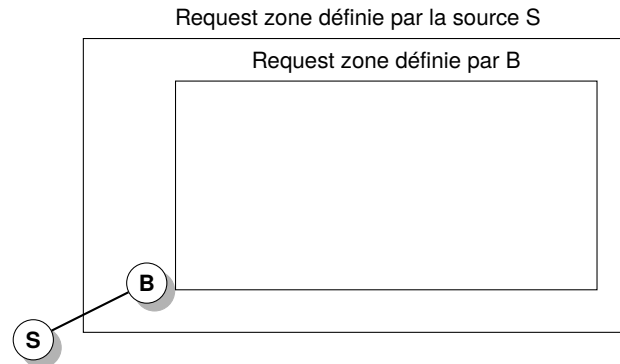 Request zone définie par la source S
Request zone définie par B
B
S